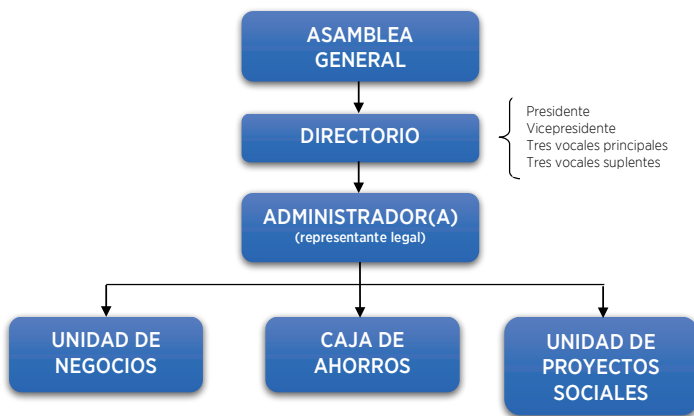 ASAMBLEA
GENERAL
DIRECTORIO
Presidente
Vicepresidente
Tres vocales principales
Tres vocales suplentes
ADMINISTRADOR(A)
(representante legal)
UNIDAD DE
NEGOCIOS
CAJA DE
AHORROS
UNIDAD DE
PROYECTOS
SOCIALES